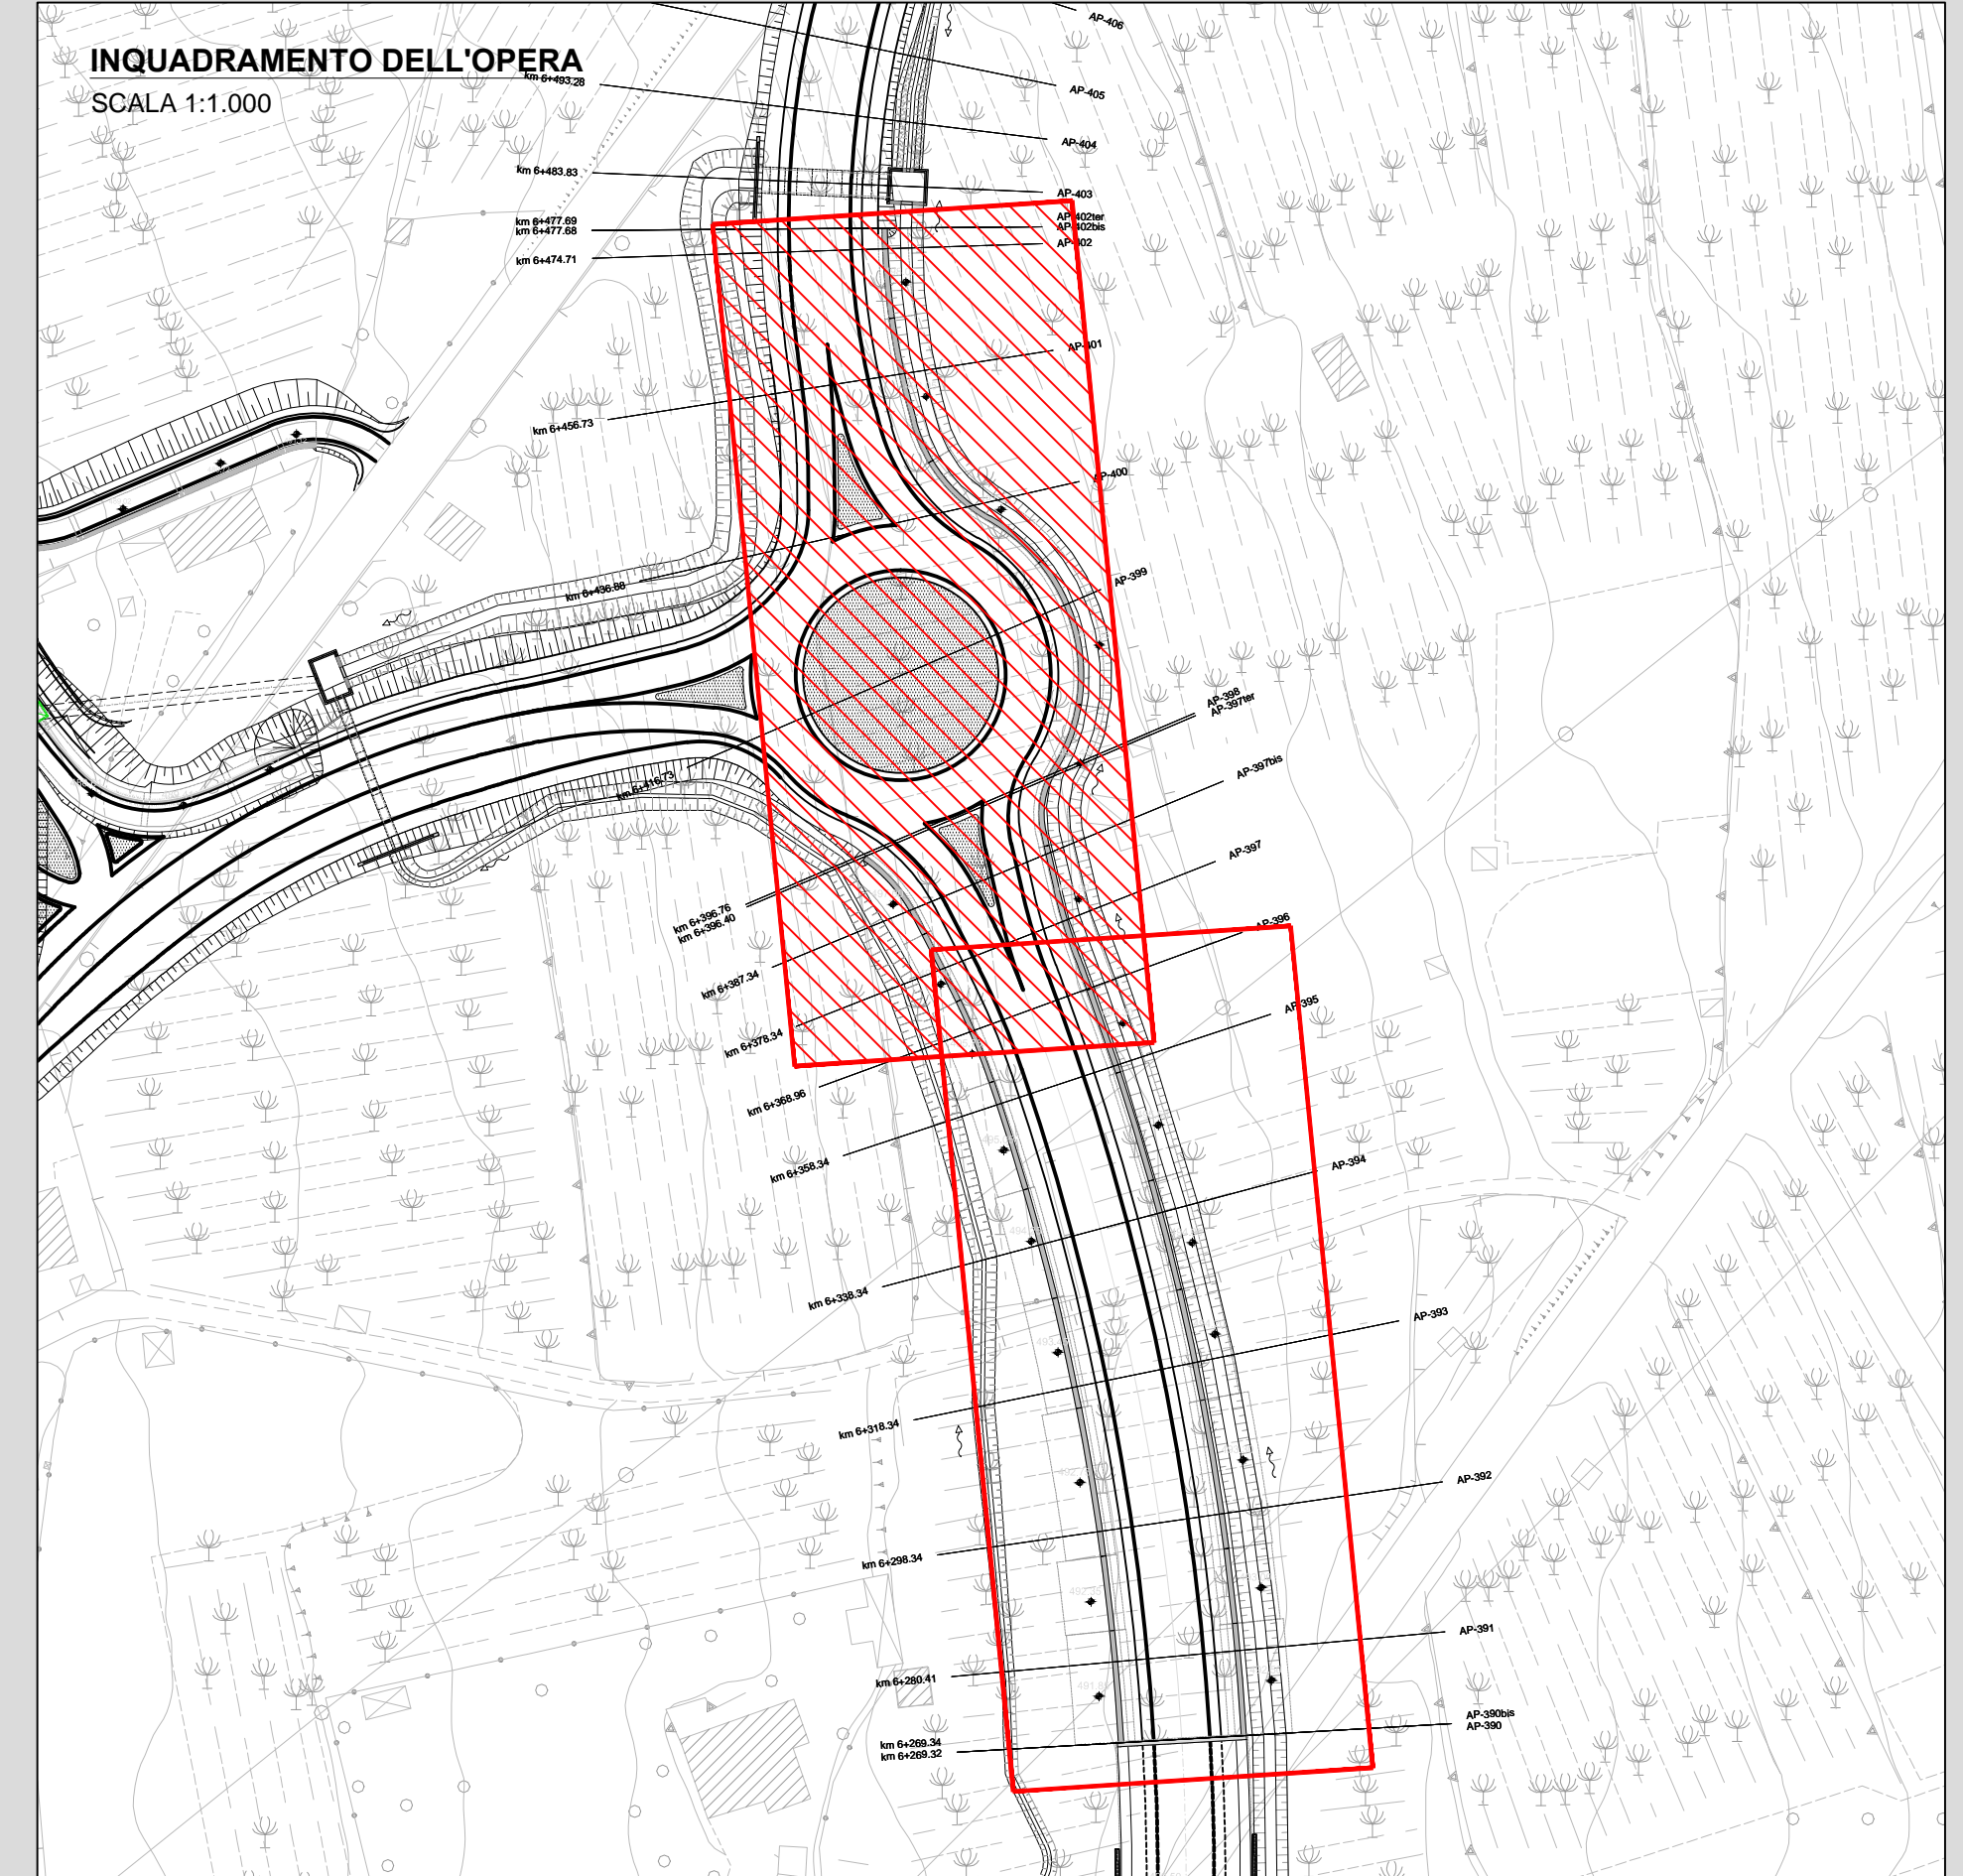 INQUADRAMENTO DELL'OPERA
SCALA 1:1.000
AP-406
km 6+493.28
AP-405
AP-404
km 6+483.83
AP-403
km 6+477.69
AP-402ter
km 6+477.68
AP-402bis
km 6+474.71
AP-402
AP-401
km 6+456.73
AP-400
km 6+436.88
AP-399
km 6+416.73
AP-398
AP-397ter
AP-397bis
AP-397
km 6+396.76
km 6+396.40
AP-396
km 6+387.34
AP-395
km 6+378.34
km 6+368.96
km 6+358.34
AP-394
km 6+338.34
AP-393
km 6+318.34
AP-392
km 6+298.34
AP-391
km 6+280.41
AP-390bis
AP-390
km 6+269.34
km 6+269.32